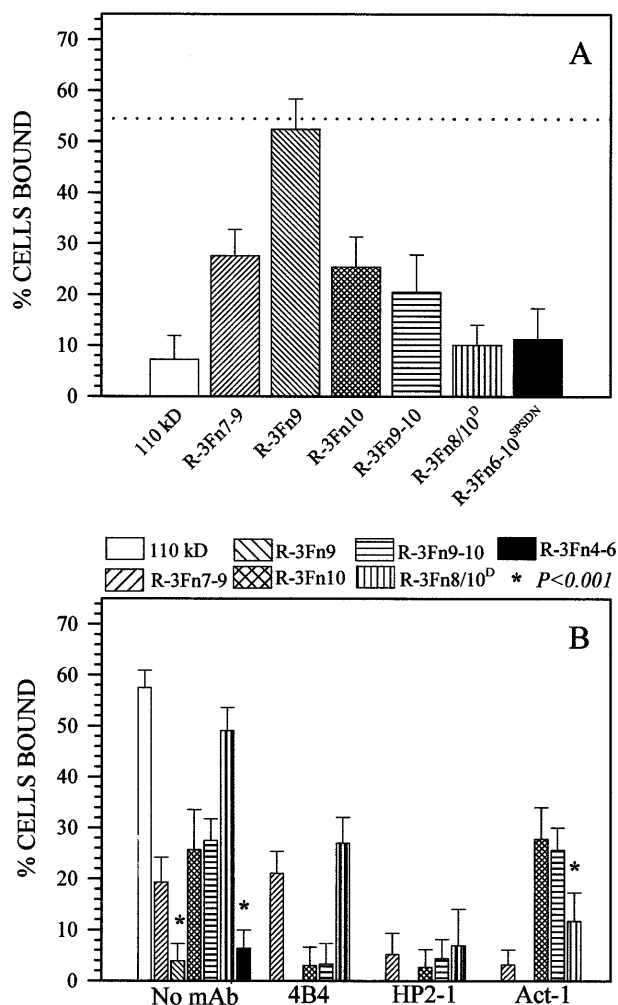 70
A
60
50
40
30
20
10
0
% CELLS BOUND
110 kD
R-3Fn7-9
R-3Fn9
R-3Fn10
R-3Fn9-10
R-3Fn8/10ᴰ
R-3Fn6-10ˢᴾˢᴰᴺ
110 kD R-3Fn9 R-3Fn9-10 R-3Fn4-6
R-3Fn7-9 R-3Fn10 R-3Fn8/10ᴰ * P<0.001
70
B
60
50
40
30
20
10
0
% CELLS BOUND
* * *
No mAb 4B4 HP2-1 Act-1